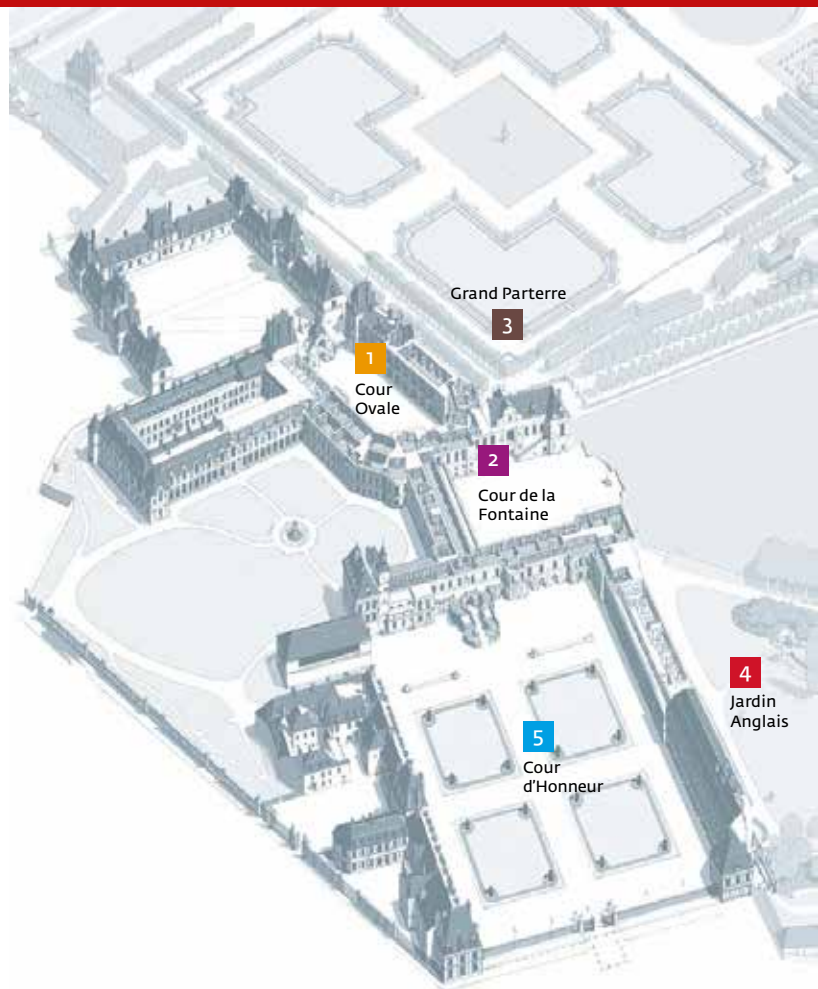 Grand Parterre
3
1
Cour
Ovale
2
Cour de la
Fontaine
4
Jardin
Anglais
5
Cour
d'Honneur